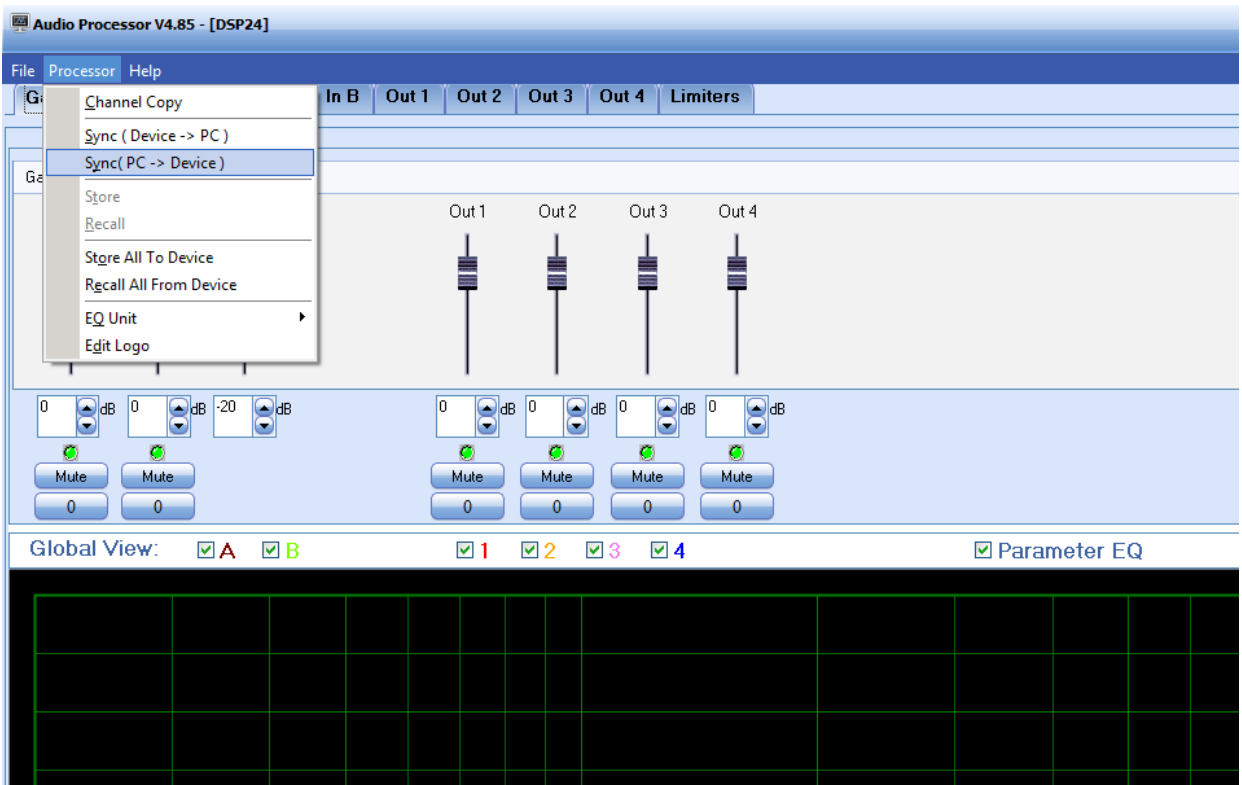 Audio Processor V4.85 - [DSP24]
File Processor Help
In B Out 1 Out 2 Out 3 Out 4 Limiters
Channel Copy
Sync ( Device -> PC )
Sync( PC -> Device )
Store
Recall
Store All To Device
Recall All From Device
EQ Unit
Edit Logo
Out 1 Out 2 Out 3 Out 4
0 dB 0 dB -20 dB 0 dB 0 dB 0 dB 0 dB
Mute Mute Mute Mute Mute Mute
0 0 0 0 0 0
Global View: A B 1 2 3 4 Parameter EQ